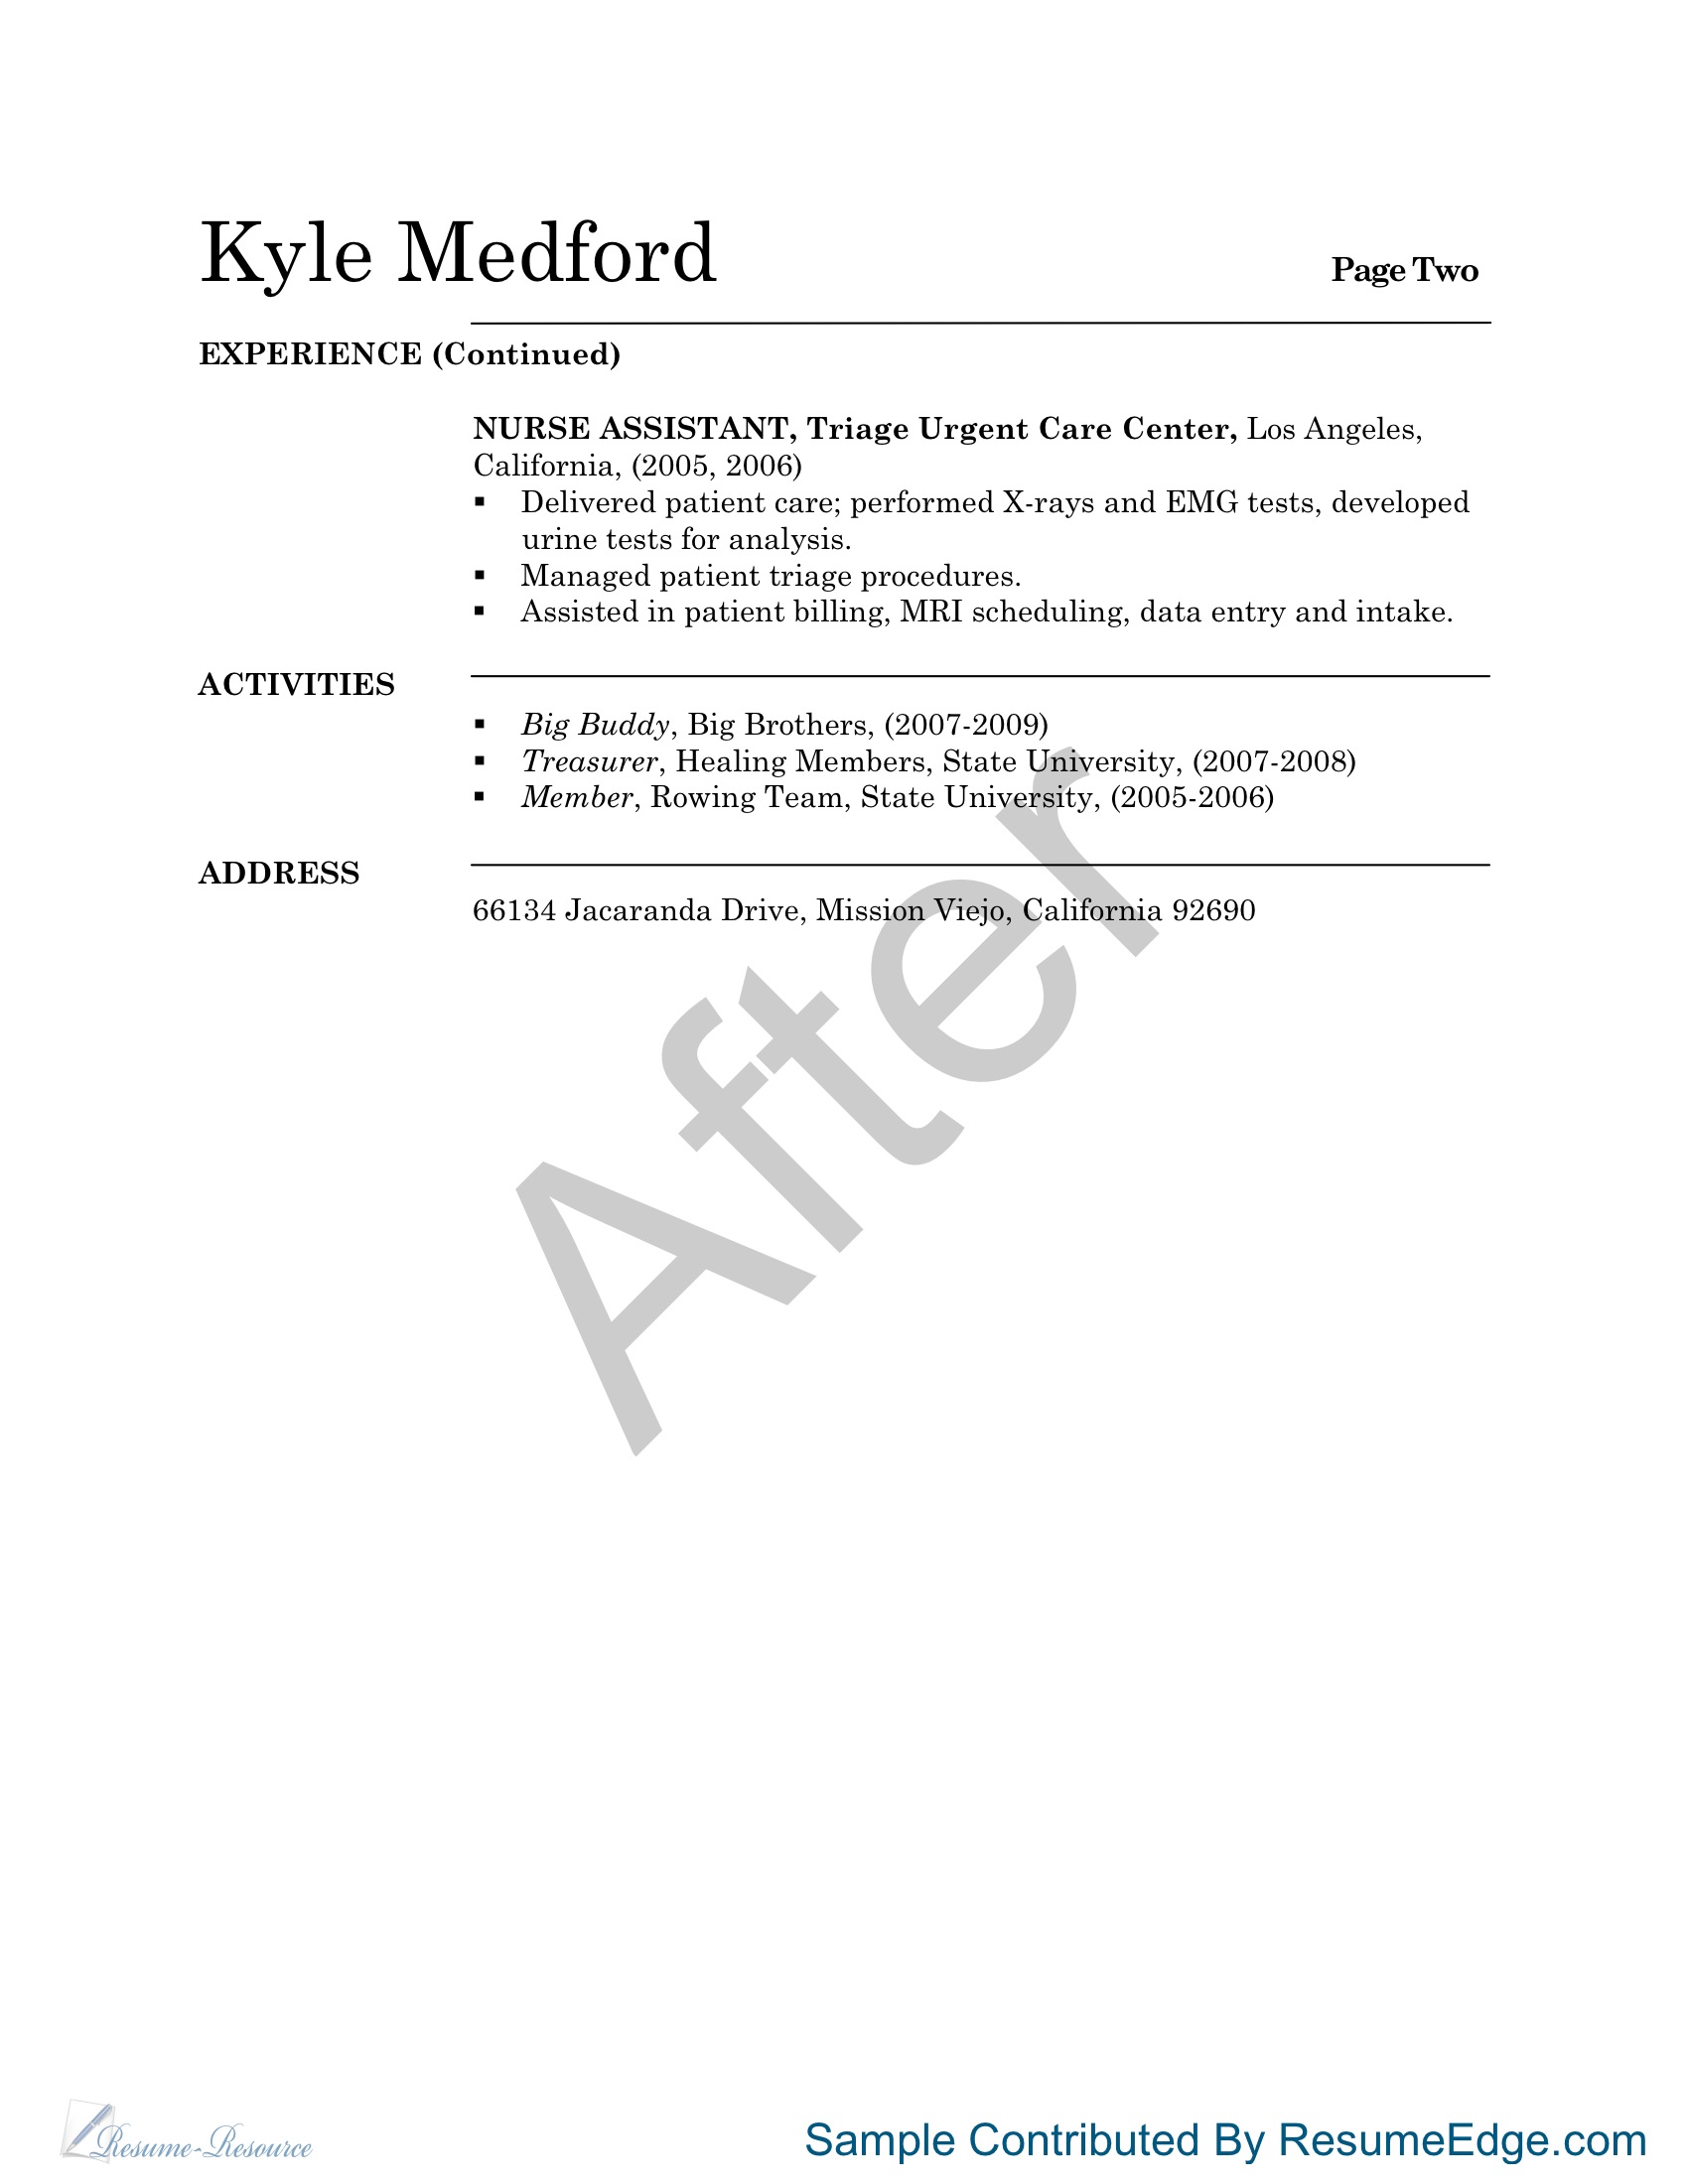 Kyle Medford
Page Two
EXPERIENCE (Continued)
NURSE ASSISTANT, Triage Urgent Care Center, Los Angeles,
California, (2005, 2006)
▪ Delivered patient care; performed X-rays and EMG tests, developed
urine tests for analysis.
▪ Managed patient triage procedures.
▪ Assisted in patient billing, MRI scheduling, data entry and intake.
ACTIVITIES
▪ Big Buddy, Big Brothers, (2007-2009)
▪ Treasurer, Healing Members, State University, (2007-2008)
▪ Member, Rowing Team, State University, (2005-2006)
ADDRESS
66134 Jacaranda Drive, Mission Viejo, California 92690
After
Resume-Resource
Sample Contributed By ResumeEdge.com